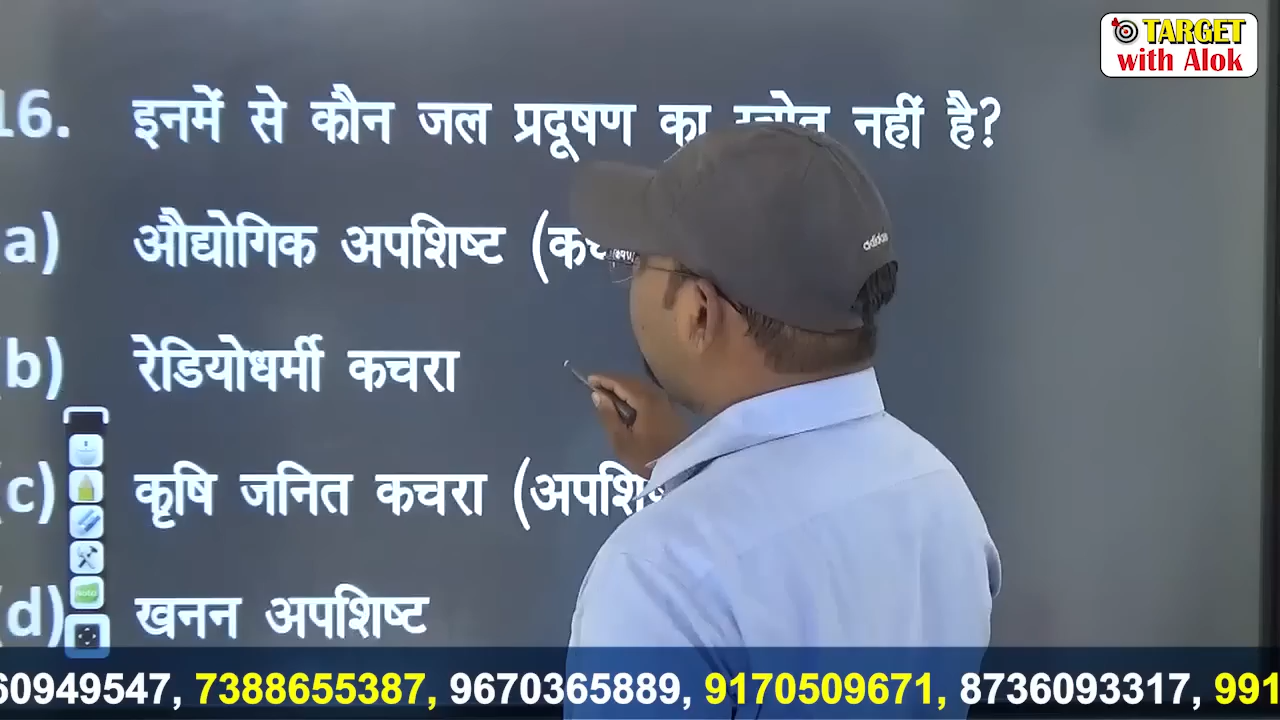 TARGET
with Alok
16. इनमें से कौन जल प्रदूषण का स्त्रोत नहीं है?
(a) औद्योगिक अपशिष्ट
(b) रेडियोधर्मी कचरा
(c) कृषि जनित कचरा
(d) खनन अपशिष्ट
adidas
60949547, 7388655387, 9670365889, 9170509671, 8736093317, 991